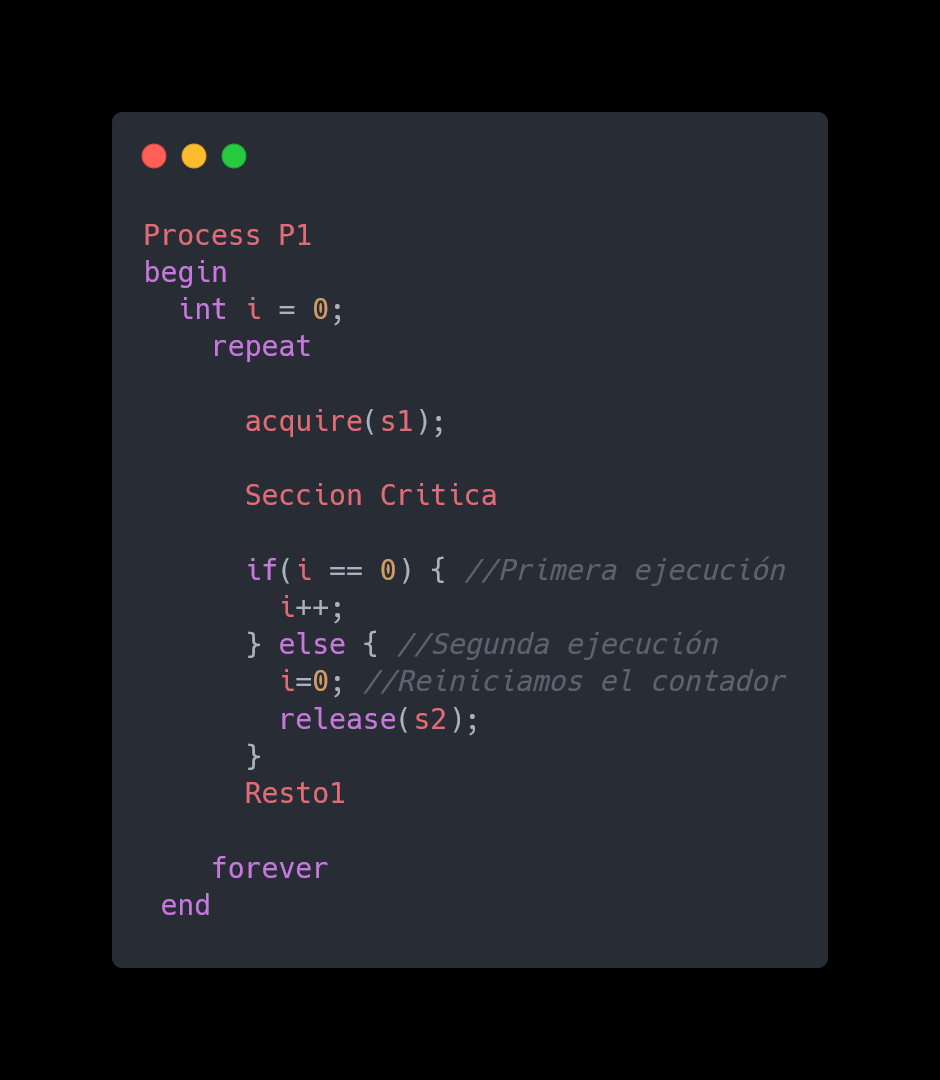 Process P1
begin
int i = 0;
repeat
acquire(s1);
Seccion Critica
if(i == 0) { //Primera ejecución
i++;
} else { //Segunda ejecución
i=0; //Reiniciamos el contador
release(s2);
}
Resto1
forever
end